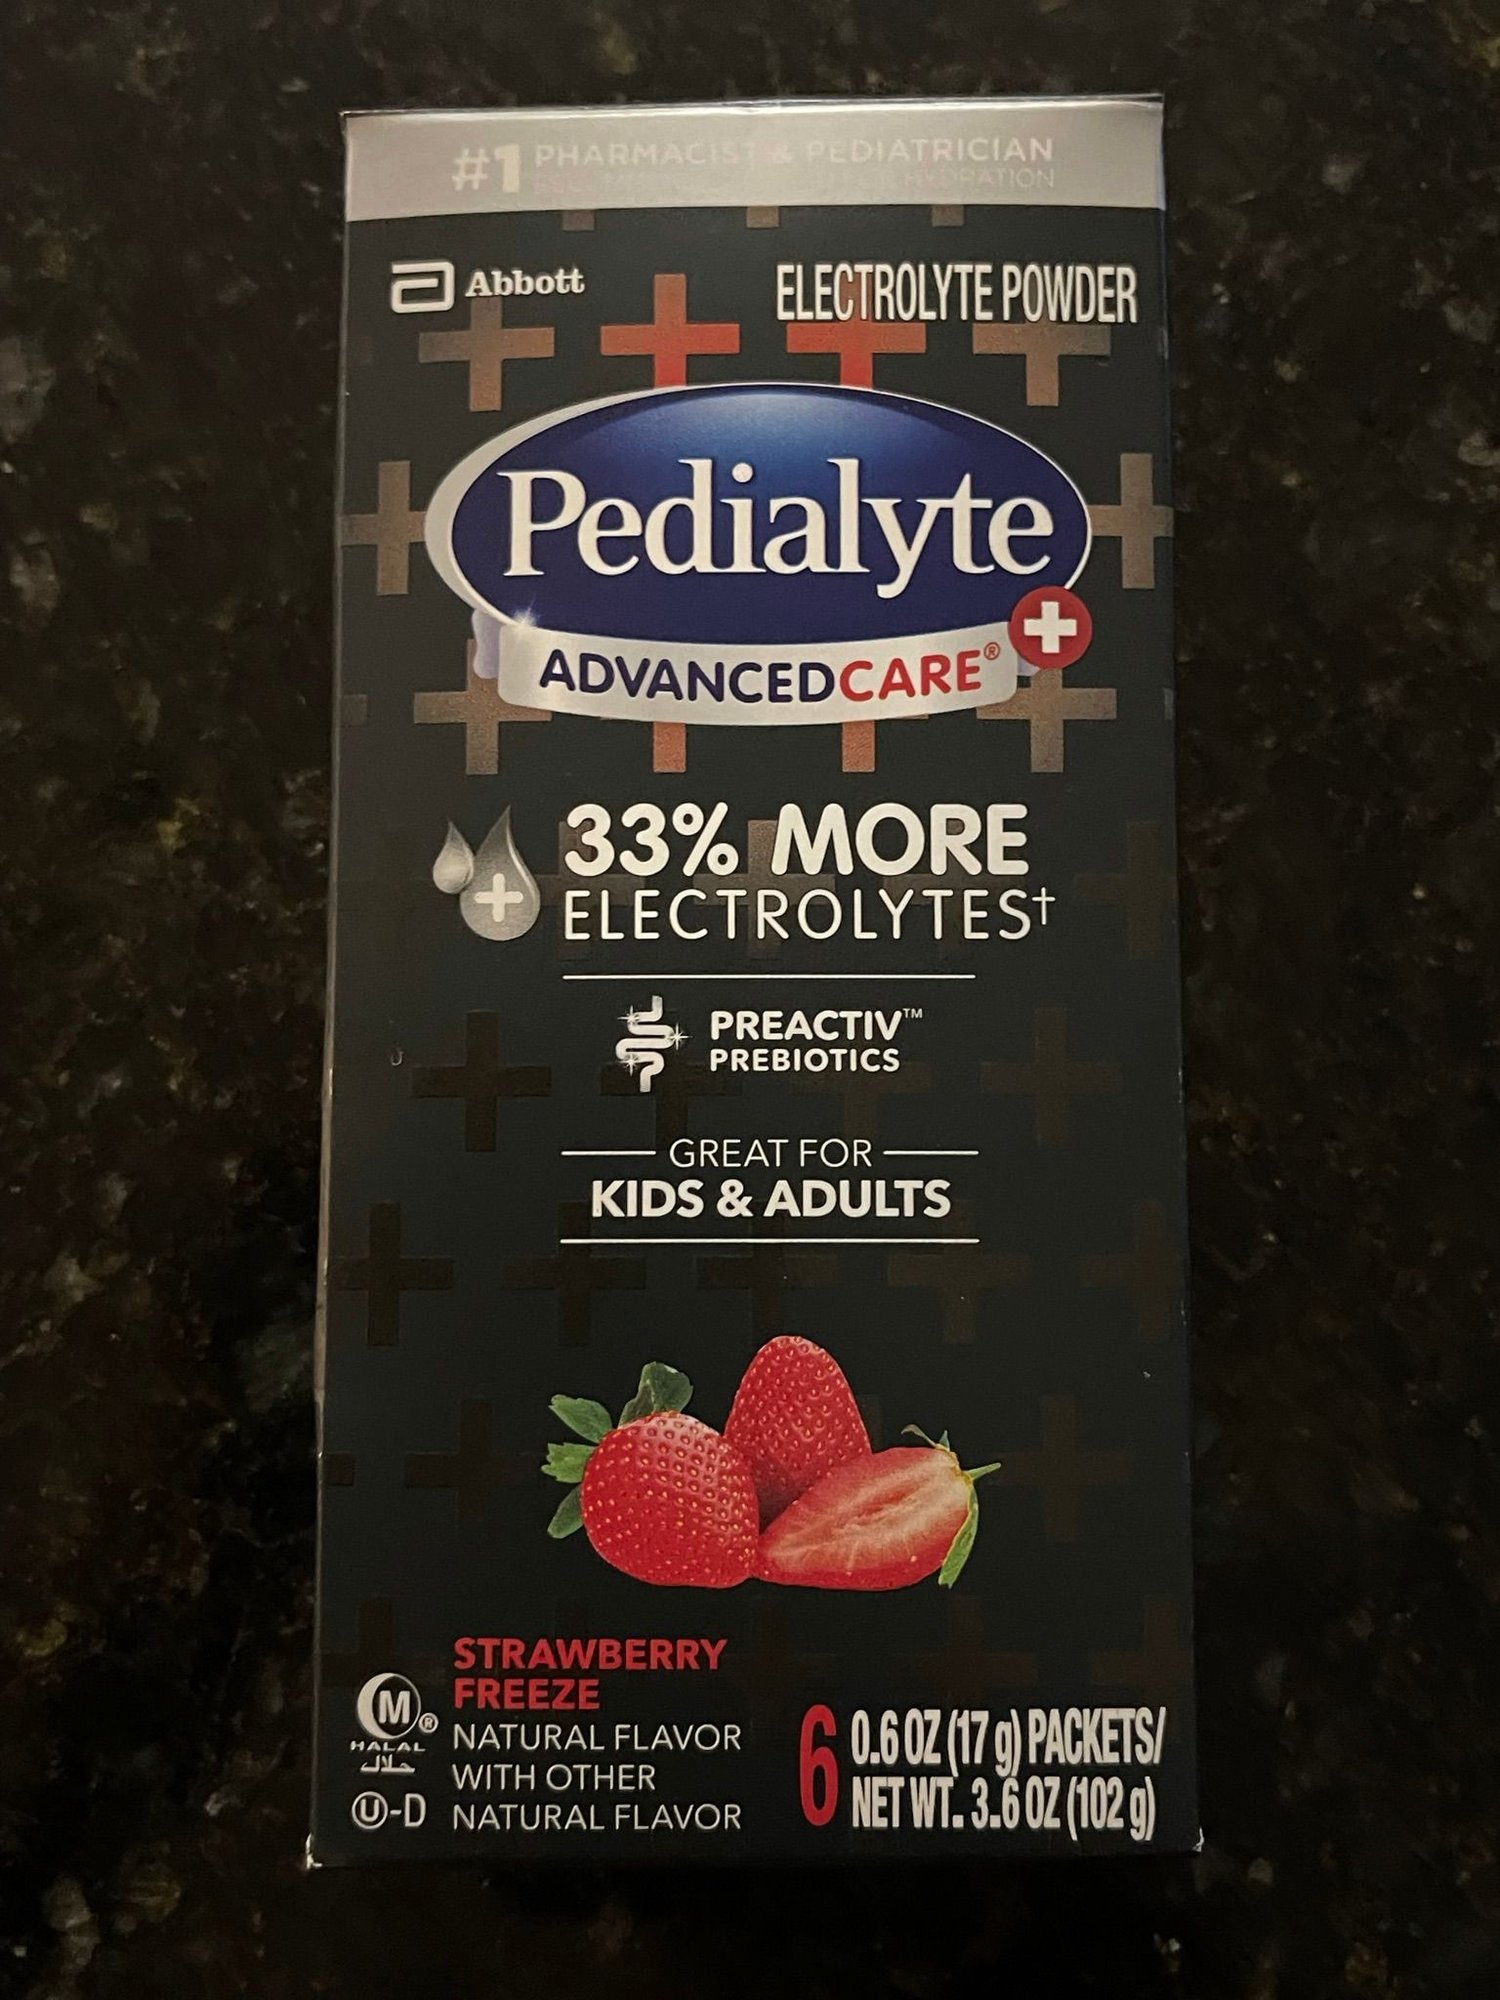 #1 PHARMACIST & PEDIATRICIAN
HYDRATION
Abbott
ELECTROLYTE POWDER
Pedialyte
ADVANCEDCARE®
33% MORE
ELECTROLYTES†
PREACTIV™
PREBIOTICS
GREAT FOR
KIDS & ADULTS
STRAWBERRY
FREEZE
NATURAL FLAVOR
WITH OTHER
NATURAL FLAVOR
M®
HALAL
حلال
U-D
6 0.6 OZ (17 g) PACKETS/
NET WT. 3.6 OZ (102 g)